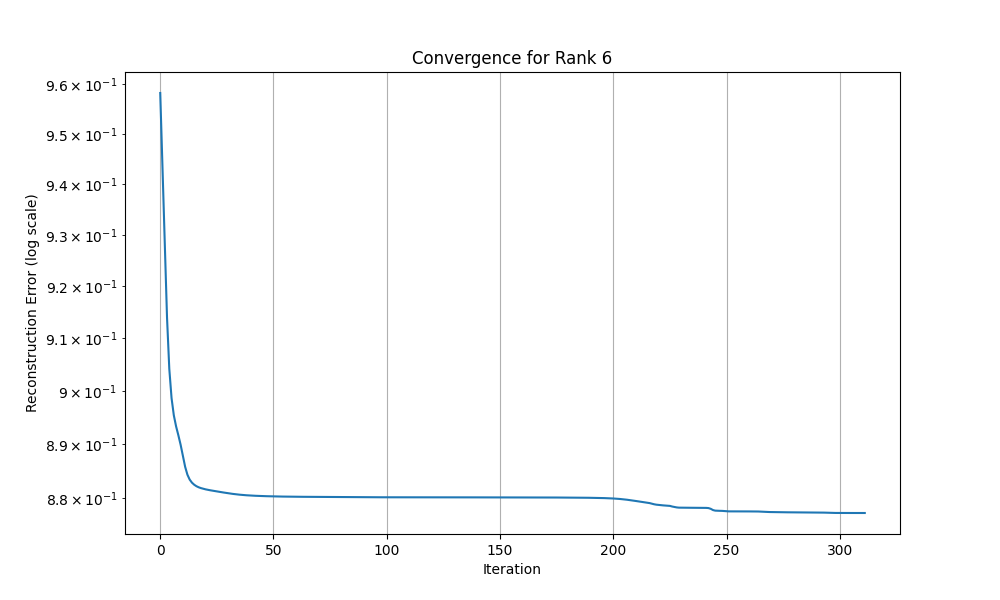 Convergence for Rank 6
Reconstruction Error (log scale)
9.6 × 10⁻¹
9.5 × 10⁻¹
9.4 × 10⁻¹
9.3 × 10⁻¹
9.2 × 10⁻¹
9.1 × 10⁻¹
9 × 10⁻¹
8.9 × 10⁻¹
8.8 × 10⁻¹
0 50 100 150 200 250 300
Iteration